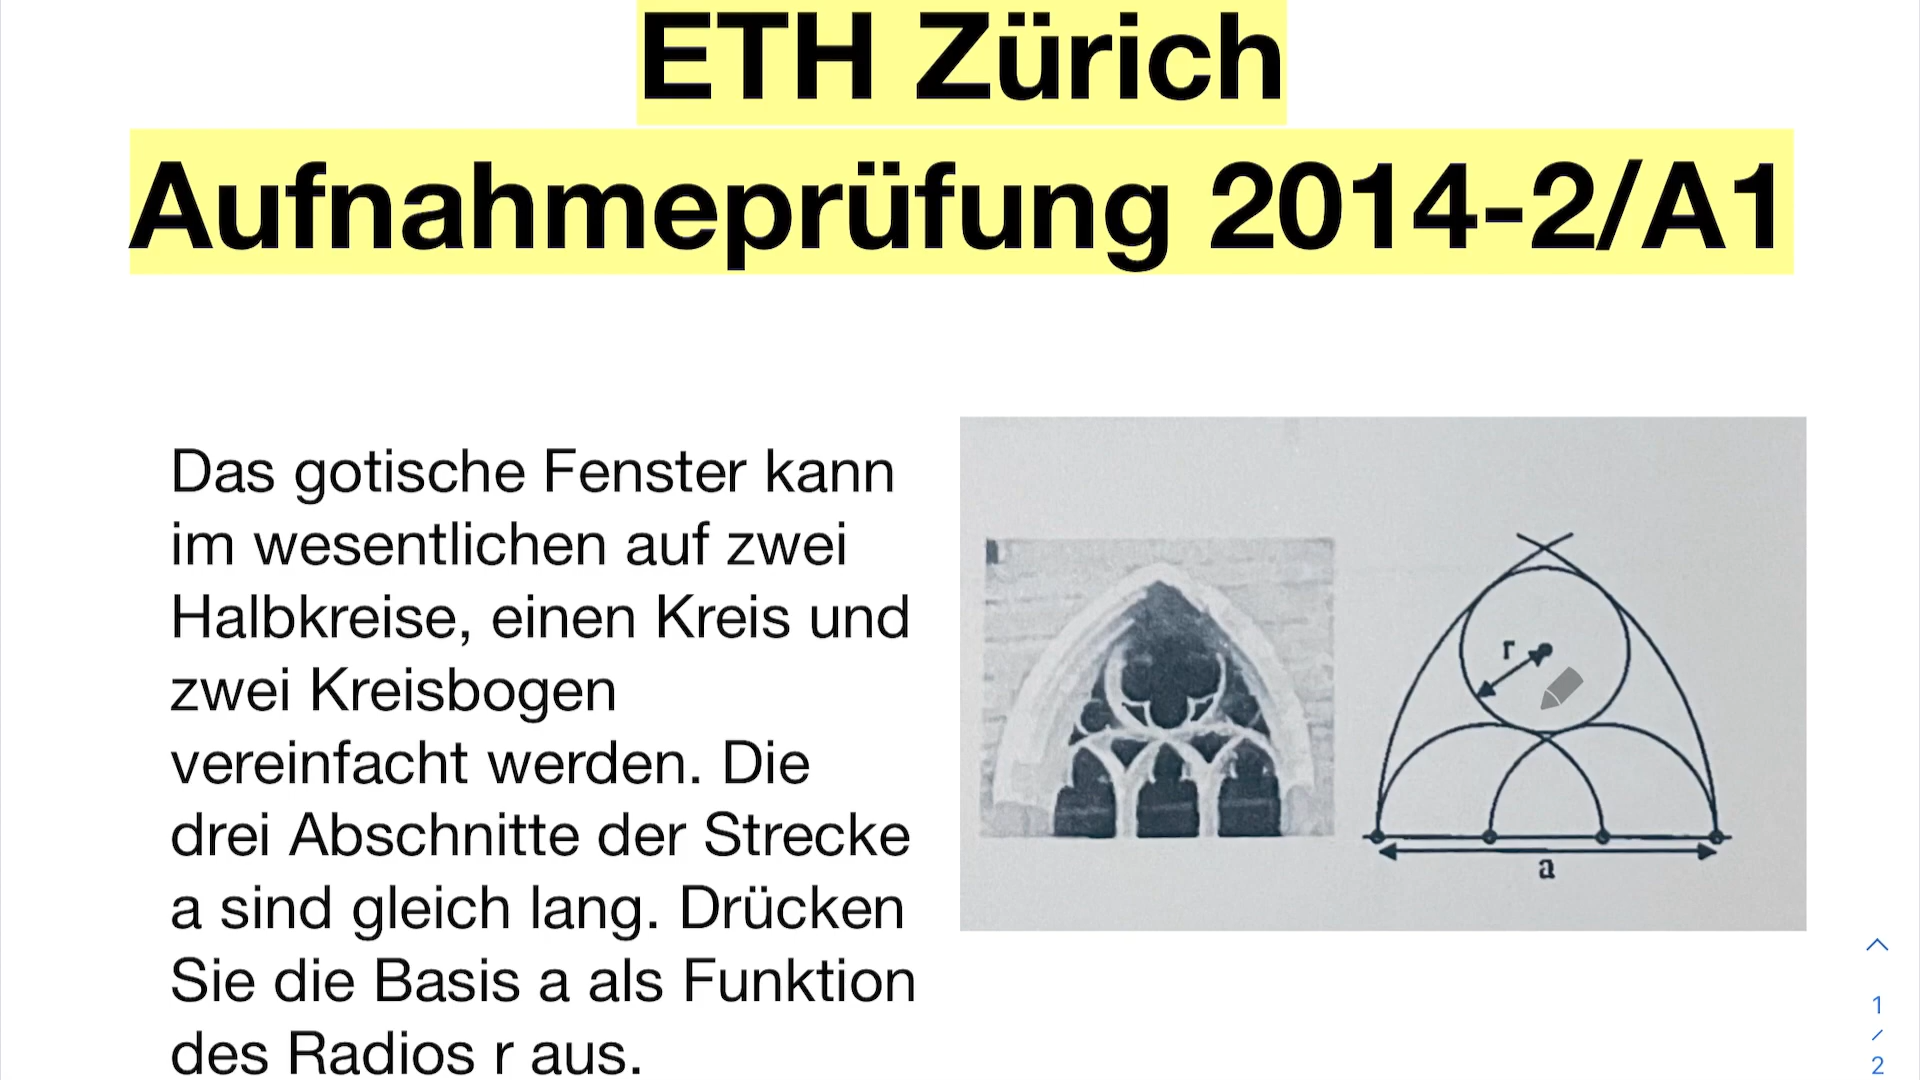 ETH Zürich
Aufnahmeprüfung 2014-2/A1
Das gotische Fenster kann
im wesentlichen auf zwei
Halbkreise, einen Kreis und
zwei Kreisbogen
vereinfacht werden. Die
drei Abschnitte der Strecke
a sind gleich lang. Drücken
Sie die Basis a als Funktion
des Radios r aus.
r
a
1
/
2